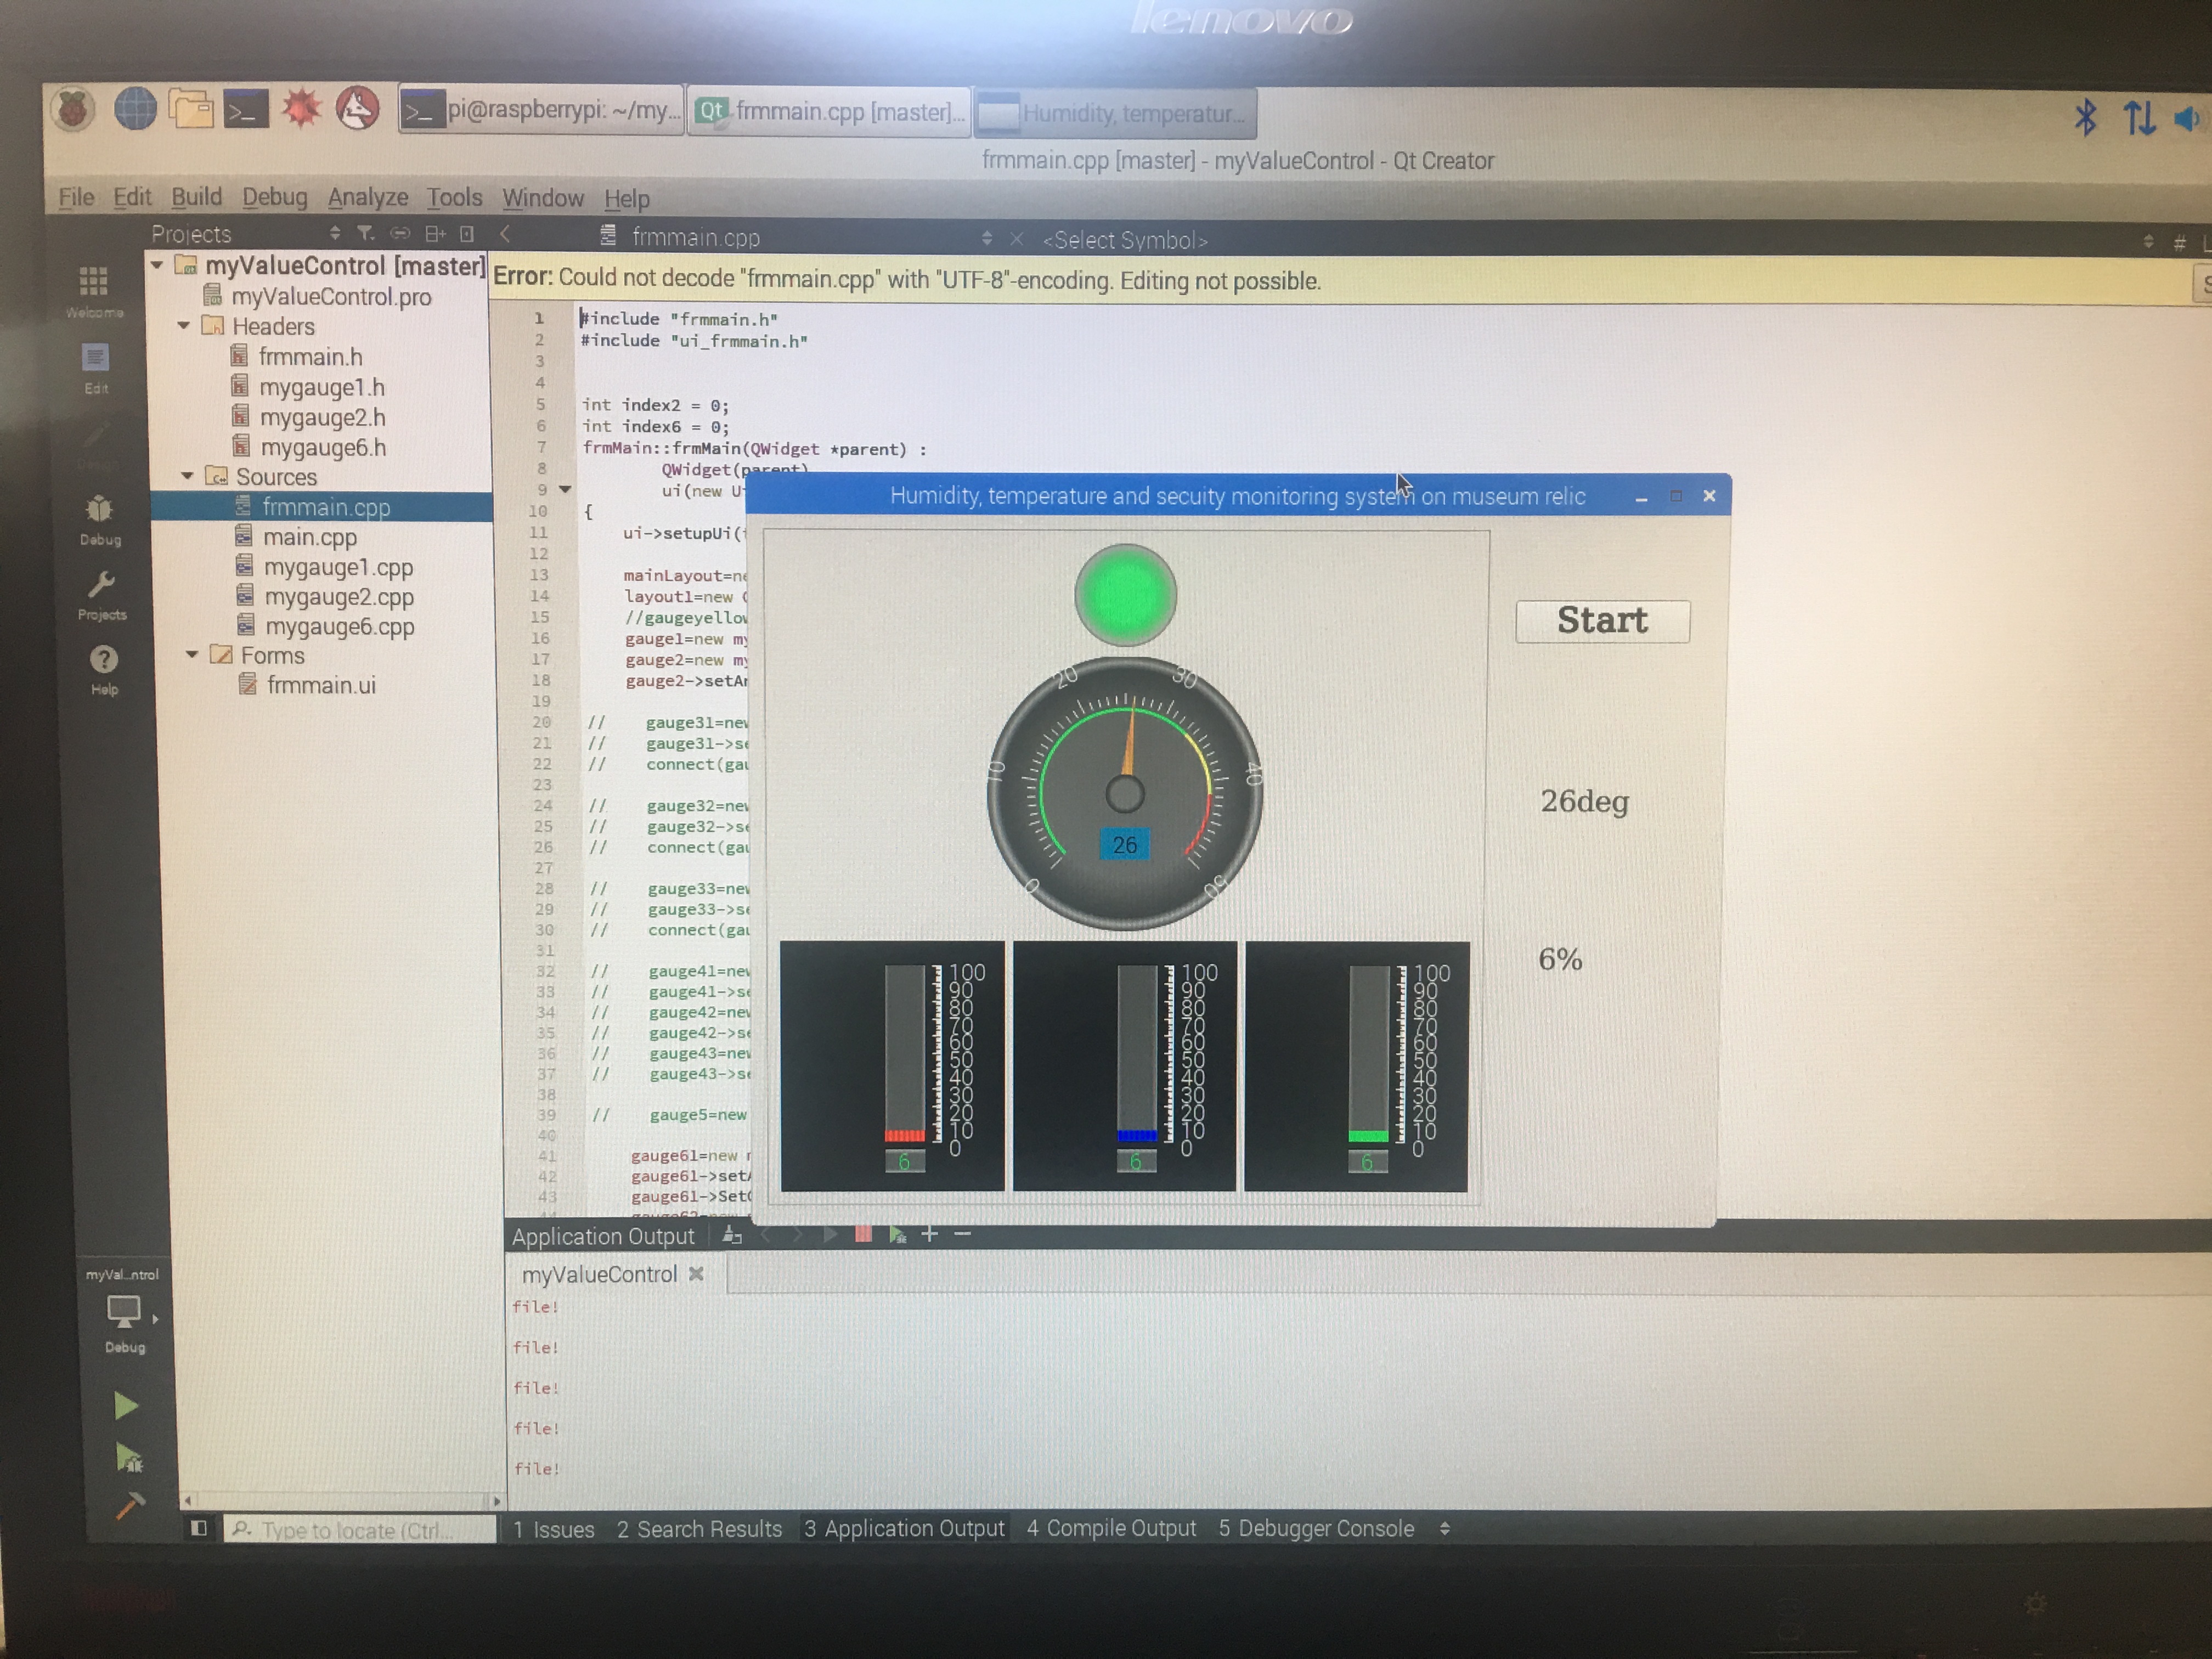 lenovo
pi@raspberrypi: ~/my...
Qt frmmain.cpp [master]...
Humidity, temperatur...
frmmain.cpp [master] - myValueControl - Qt Creator
File Edit Build Debug Analyze Tools Window Help
Projects
frmmain.cpp
<Select Symbol>
#
Error: Could not decode "frmmain.cpp" with "UTF-8"-encoding. Editing not possible.
Welcome
Edit
Debug
Projects
Help
myValueControl [master]
myValueControl.pro
Headers
frmmain.h
mygauge1.h
mygauge2.h
mygauge6.h
Sources
frmmain.cpp
main.cpp
mygauge1.cpp
mygauge2.cpp
mygauge6.cpp
Forms
frmmain.ui
1 #include "frmmain.h"
2 #include "ui_frmmain.h"
3
4
5 int index2 = 0;
6 int index6 = 0;
7 frmMain::frmMain(QWidget *parent) :
8 QWidget(parent)
9 ui(new U
10 {
11 ui->setupUi(
12
13 mainLayout=ne
14 layout1=new
15 //gaugeyellow
16 gauge1=new my
17 gauge2=new my
18 gauge2->setAn
19
20 // gauge31=new
21 // gauge31->se
22 // connect(gau
23
24 // gauge32=new
25 // gauge32->se
26 // connect(gau
27
28 // gauge33=new
29 // gauge33->se
30 // connect(gau
31
32 // gauge41=new
33 // gauge41->se
34 // gauge42=new
35 // gauge42->se
36 // gauge43=new
37 // gauge43->se
38
39 // gauge5=new
40
41 gauge61=new
42 gauge61->setA
43 gauge61->SetC
Humidity, temperature and secuity monitoring system on museum relic
Start
0 10 20 30 40 50
26
26deg
6%
100 90 80 70 60 50 40 30 20 10 0
6
100 90 80 70 60 50 40 30 20 10 0
6
100 90 80 70 60 50 40 30 20 10 0
6
Application Output
myValueControl
file!
file!
file!
file!
file!
myVal...ntrol
Debug
Type to locate (Ctrl...
1 Issues 2 Search Results 3 Application Output 4 Compile Output 5 Debugger Console